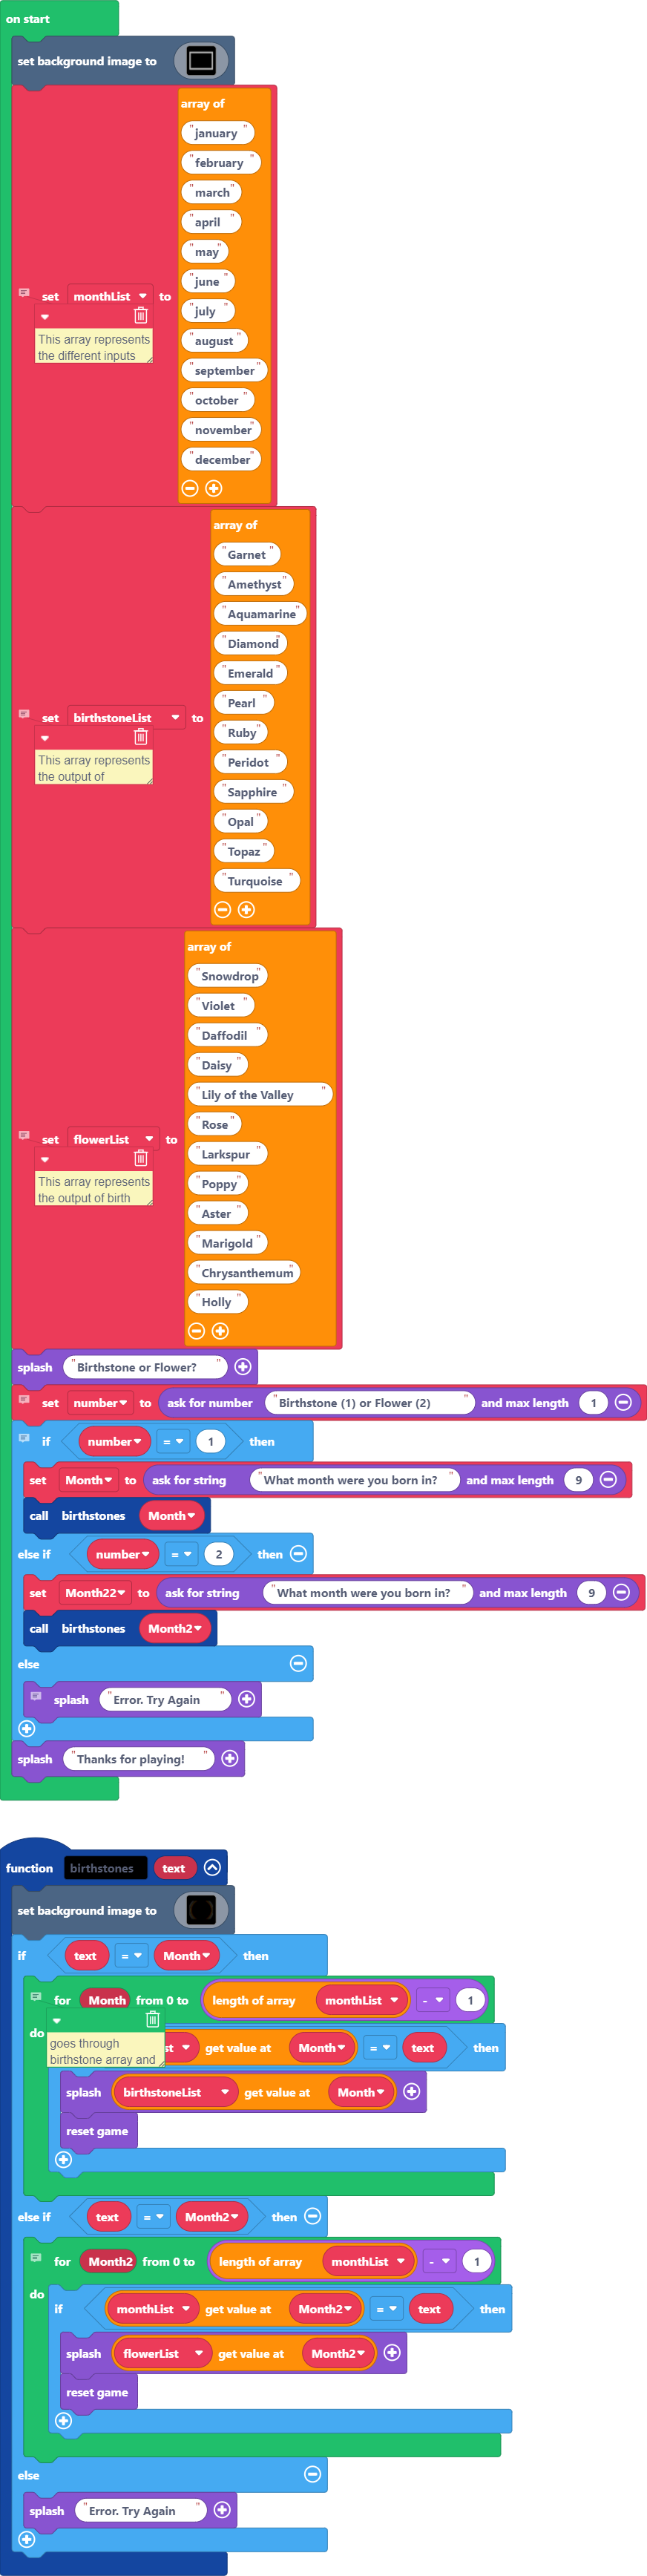 on start
set background image to
array of
"january"
"february"
"march"
"april"
"may"
"june"
set monthList to
"july"
This array represents
the different inputs
"august"
"september"
"october"
"november"
"december"
array of
"Garnet"
"Amethyst"
"Aquamarine"
"Diamond"
"Emerald"
"Pearl"
set birthstoneList to
"Ruby"
This array represents
the output of
"Peridot"
"Sapphire"
"Opal"
"Topaz"
"Turquoise"
array of
"Snowdrop"
"Violet"
"Daffodil"
"Daisy"
"Lily of the Valley"
"Rose"
set flowerList to
"Larkspur"
This array represents
the output of birth
"Poppy"
"Aster"
"Marigold"
"Chrysanthemum"
"Holly"
splash "Birthstone or Flower?"
set number to ask for number "Birthstone (1) or Flower (2)" and max length 1
if number = 1 then
set Month to ask for string "What month were you born in?" and max length 9
call birthstones Month
else if number = 2 then
set Month22 to ask for string "What month were you born in?" and max length 9
call birthstones Month2
else
splash "Error. Try Again"
splash "Thanks for playing!"
function birthstones text
set background image to
if text = Month then
for Month from 0 to length of array monthList - 1
do
goes through
birthstone array and
st get value at Month = text then
splash birthstoneList get value at Month
reset game
else if text = Month2 then
for Month2 from 0 to length of array monthList - 1
do
if monthList get value at Month2 = text then
splash flowerList get value at Month2
reset game
else
splash "Error. Try Again"